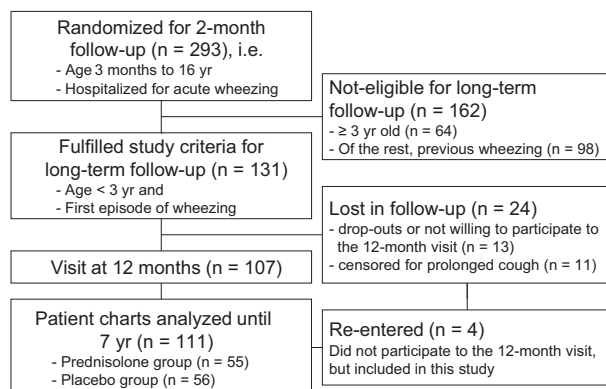 Randomized for 2-month
follow-up (n = 293), i.e.
- Age 3 months to 16 yr
- Hospitalized for acute wheezing
Not-eligible for long-term
follow-up (n = 162)
- ≥ 3 yr old (n = 64)
- Of the rest, previous wheezing (n = 98)
Fulfilled study criteria for
long-term follow-up (n = 131)
- Age < 3 yr and
- First episode of wheezing
Lost in follow-up (n = 24)
- drop-outs or not willing to participate to
the 12-month visit (n = 13)
- censored for prolonged cough (n = 11)
Visit at 12 months (n = 107)
Patient charts analyzed until
7 yr (n = 111)
- Prednisolone group (n = 55)
- Placebo group (n = 56)
Re-entered (n = 4)
Did not participate to the 12-month visit,
but included in this study